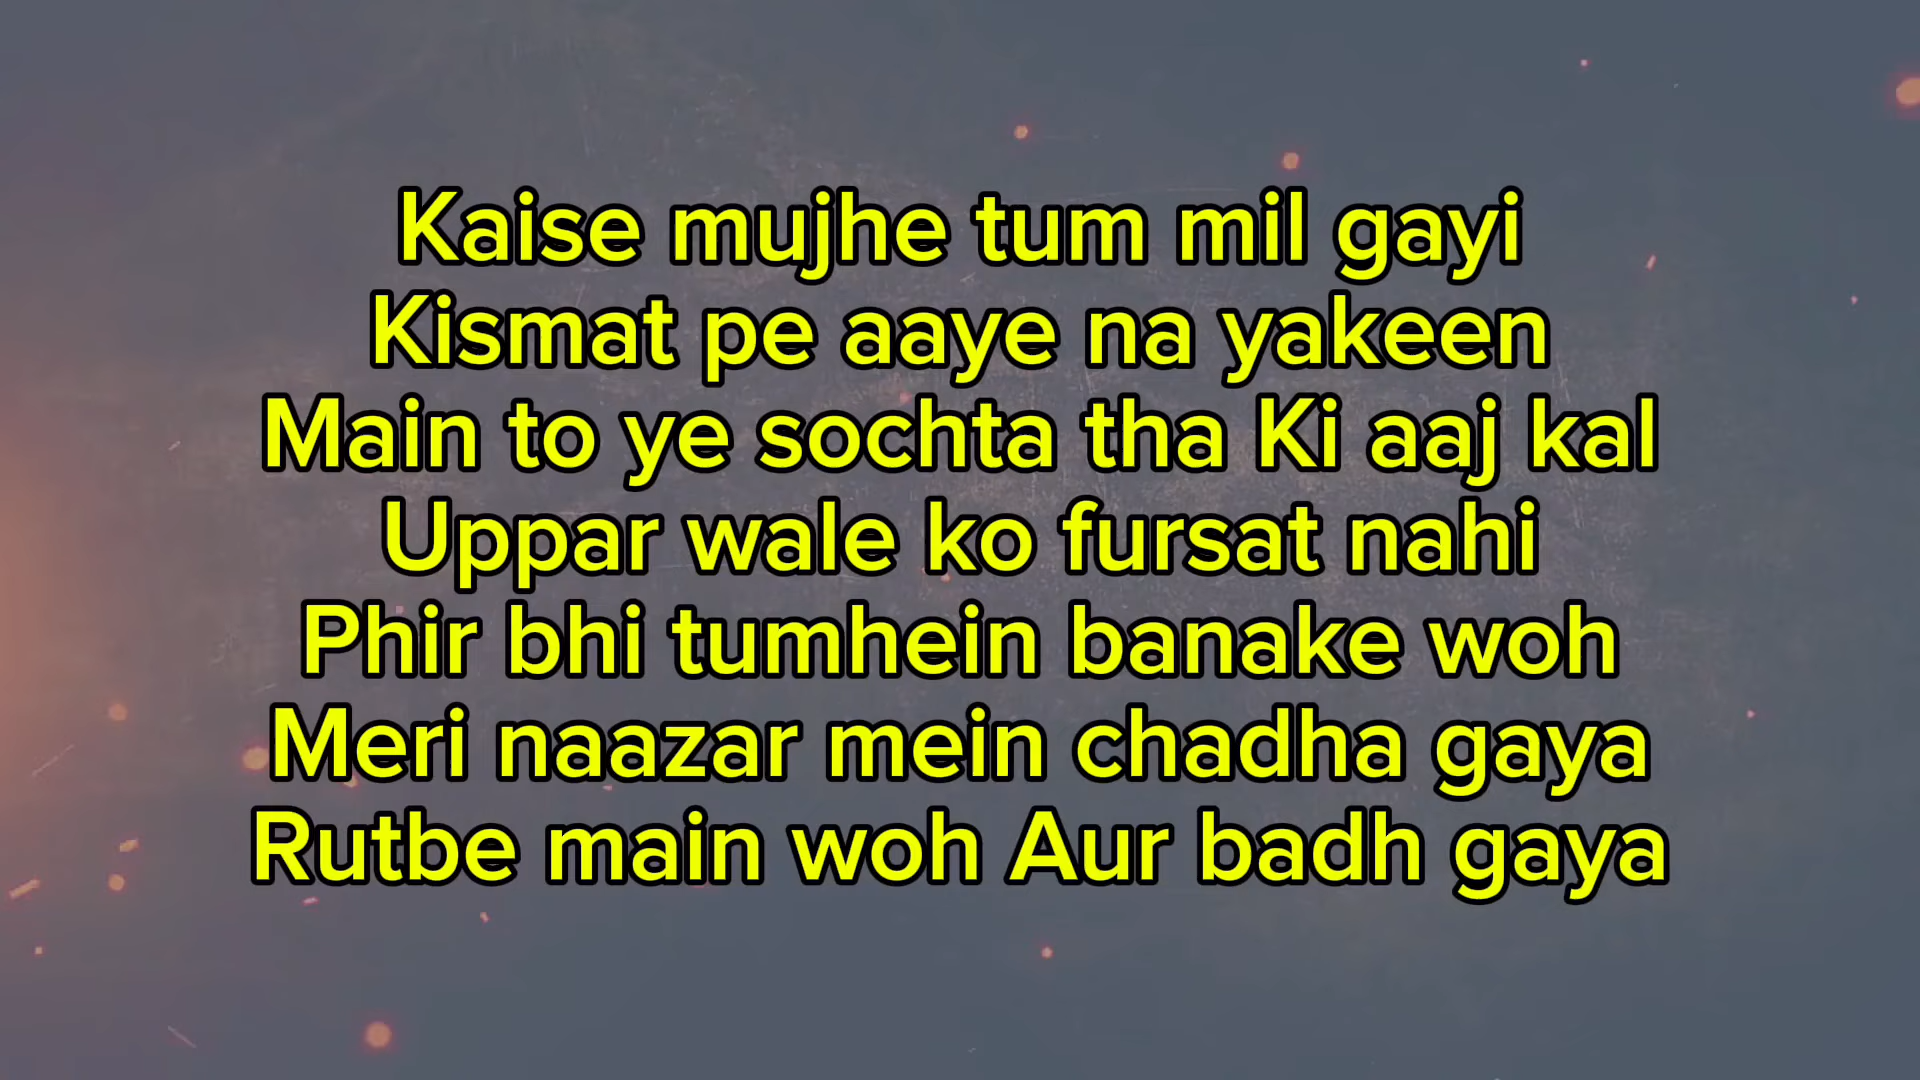 Kaise mujhe tum mil gayi
Kismat pe aaye na yakeen
Main to ye sochta tha Ki aaj kal
Uppar wale ko fursat nahi
Phir bhi tumhein banake woh
Meri naazar mein chadha gaya
Rutbe main woh Aur badh gaya